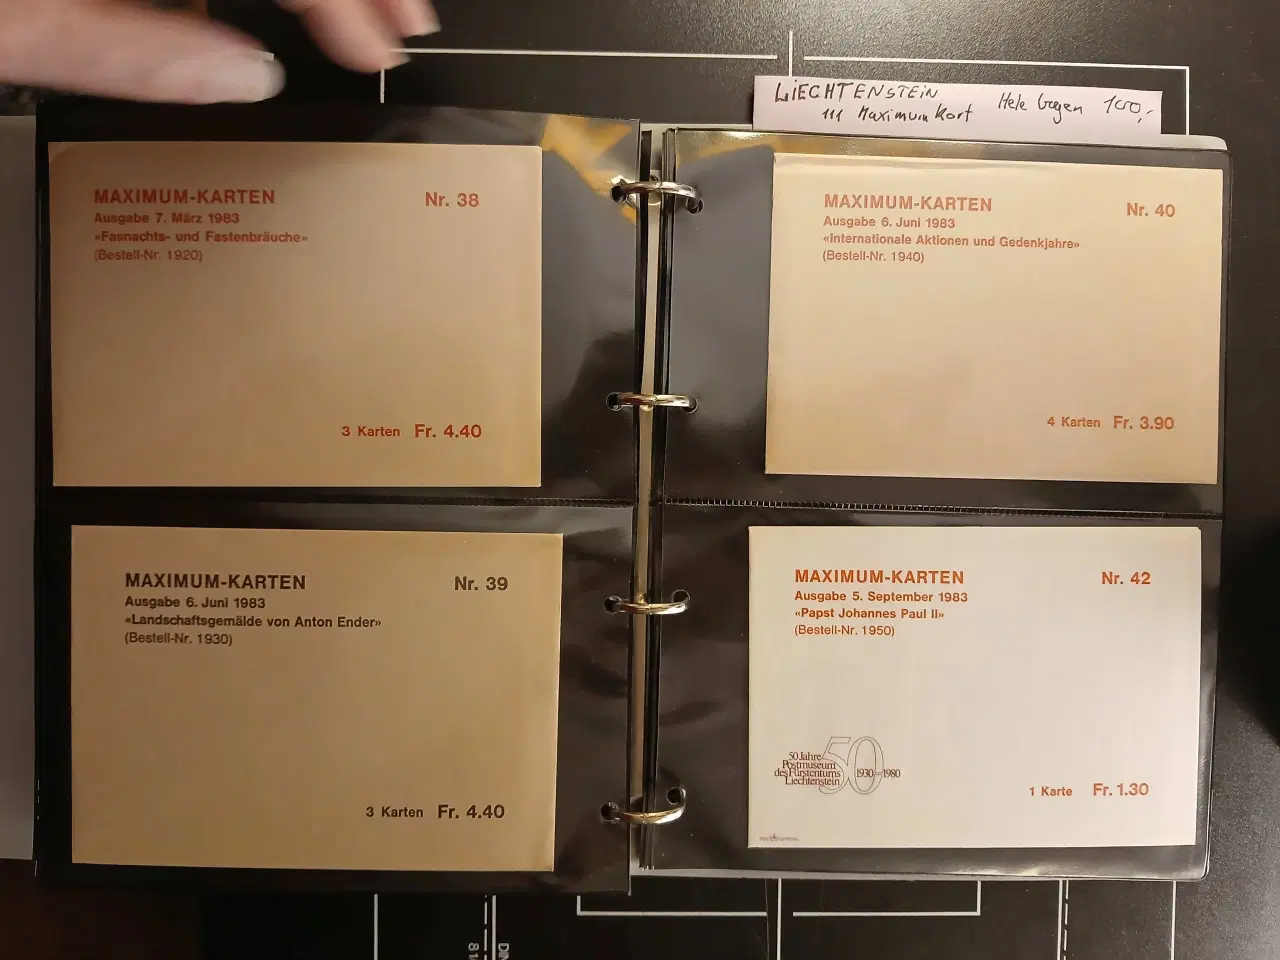 LiECHTENSTEiN
111 Maximum Kort
Hele bogen 100,-
MAXIMUM-KARTEN
Nr. 38
Ausgabe 7. März 1983
«Fasnachts- und Fastenbräuche»
(Bestell-Nr. 1920)
3 Karten Fr. 4.40
MAXIMUM-KARTEN
Nr. 39
Ausgabe 6. Juni 1983
«Landschaftsgemälde von Anton Ender»
(Bestell-Nr. 1930)
3 Karten Fr. 4.40
MAXIMUM-KARTEN
Nr. 40
Ausgabe 6. Juni 1983
«Internationale Aktionen und Gedenkjahre»
(Bestell-Nr. 1940)
4 Karten Fr. 3.90
MAXIMUM-KARTEN
Nr. 42
Ausgabe 5. September 1983
«Papst Johannes Paul II»
(Bestell-Nr. 1950)
50 Jahre
Postmuseum
des Fürstentums
Liechtenstein
50
1930–1980
1 Karte Fr. 1.30